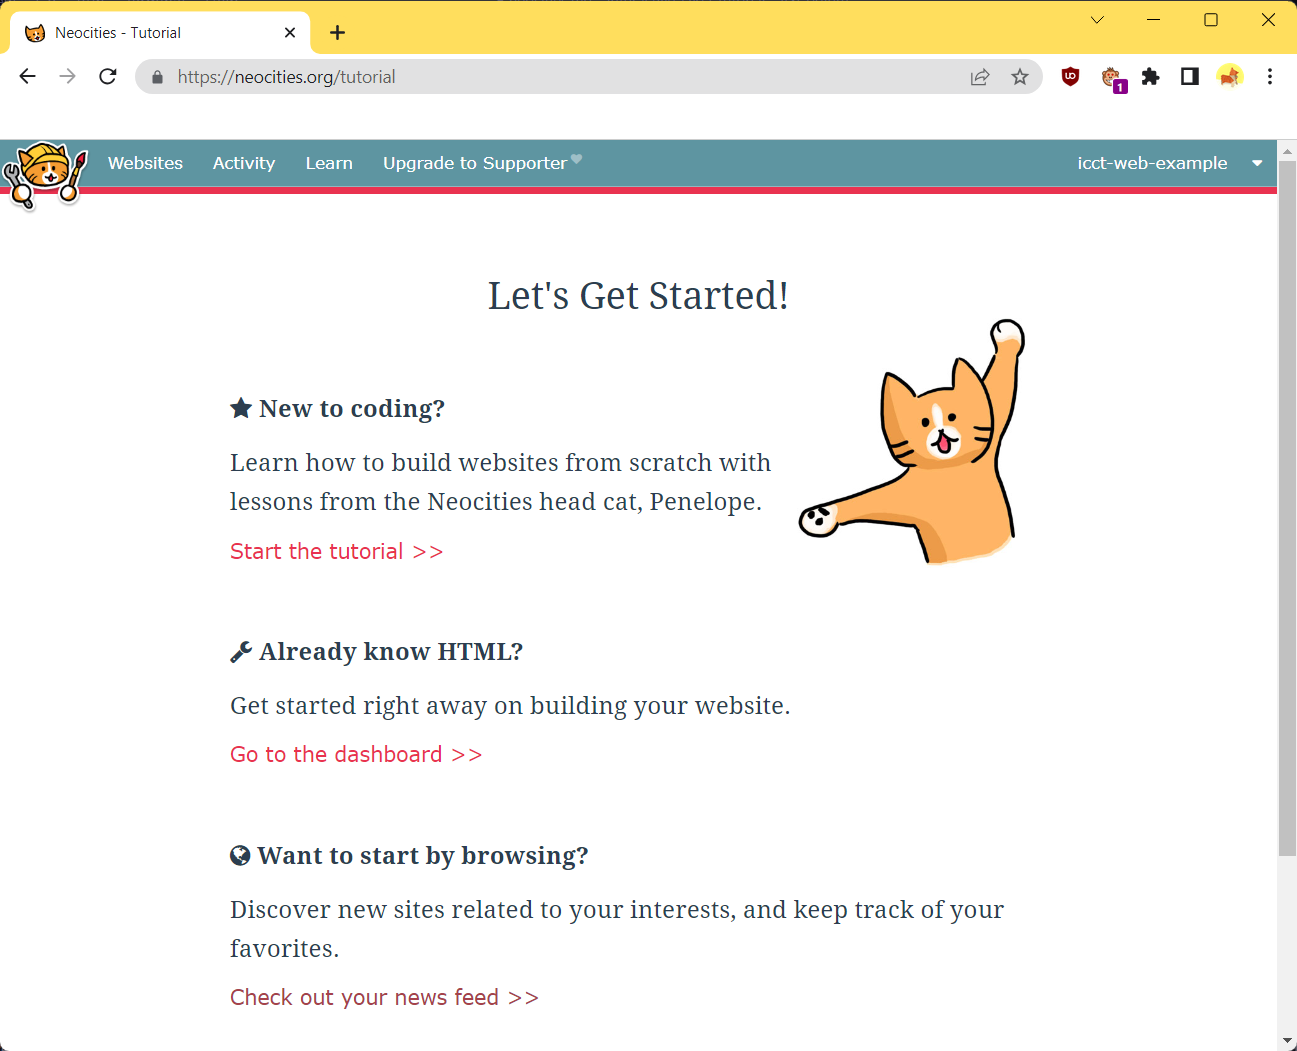 Neocities - Tutorial
https://neocities.org/tutorial
1
Websites Activity Learn Upgrade to Supporter icct-web-example
Let's Get Started!
New to coding?
Learn how to build websites from scratch with
lessons from the Neocities head cat, Penelope.
Start the tutorial >>
Already know HTML?
Get started right away on building your website.
Go to the dashboard >>
Want to start by browsing?
Discover new sites related to your interests, and keep track of your
favorites.
Check out your news feed >>